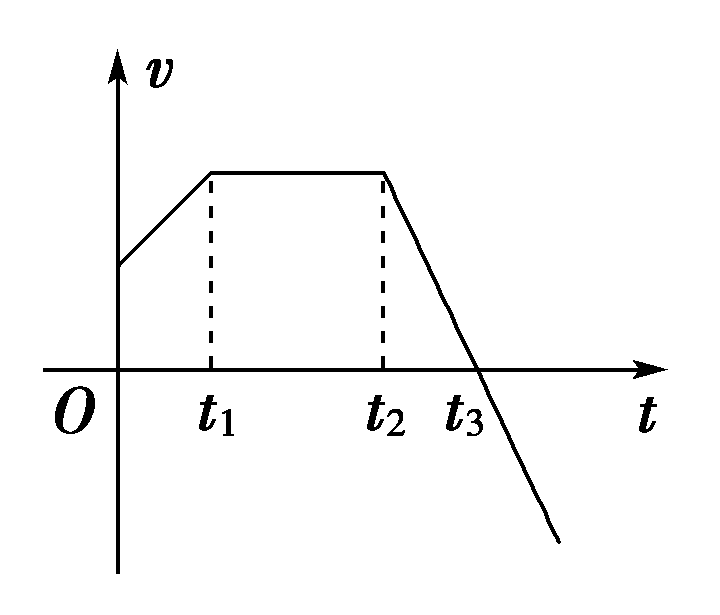 v
O t₁ t₂ t₃ t